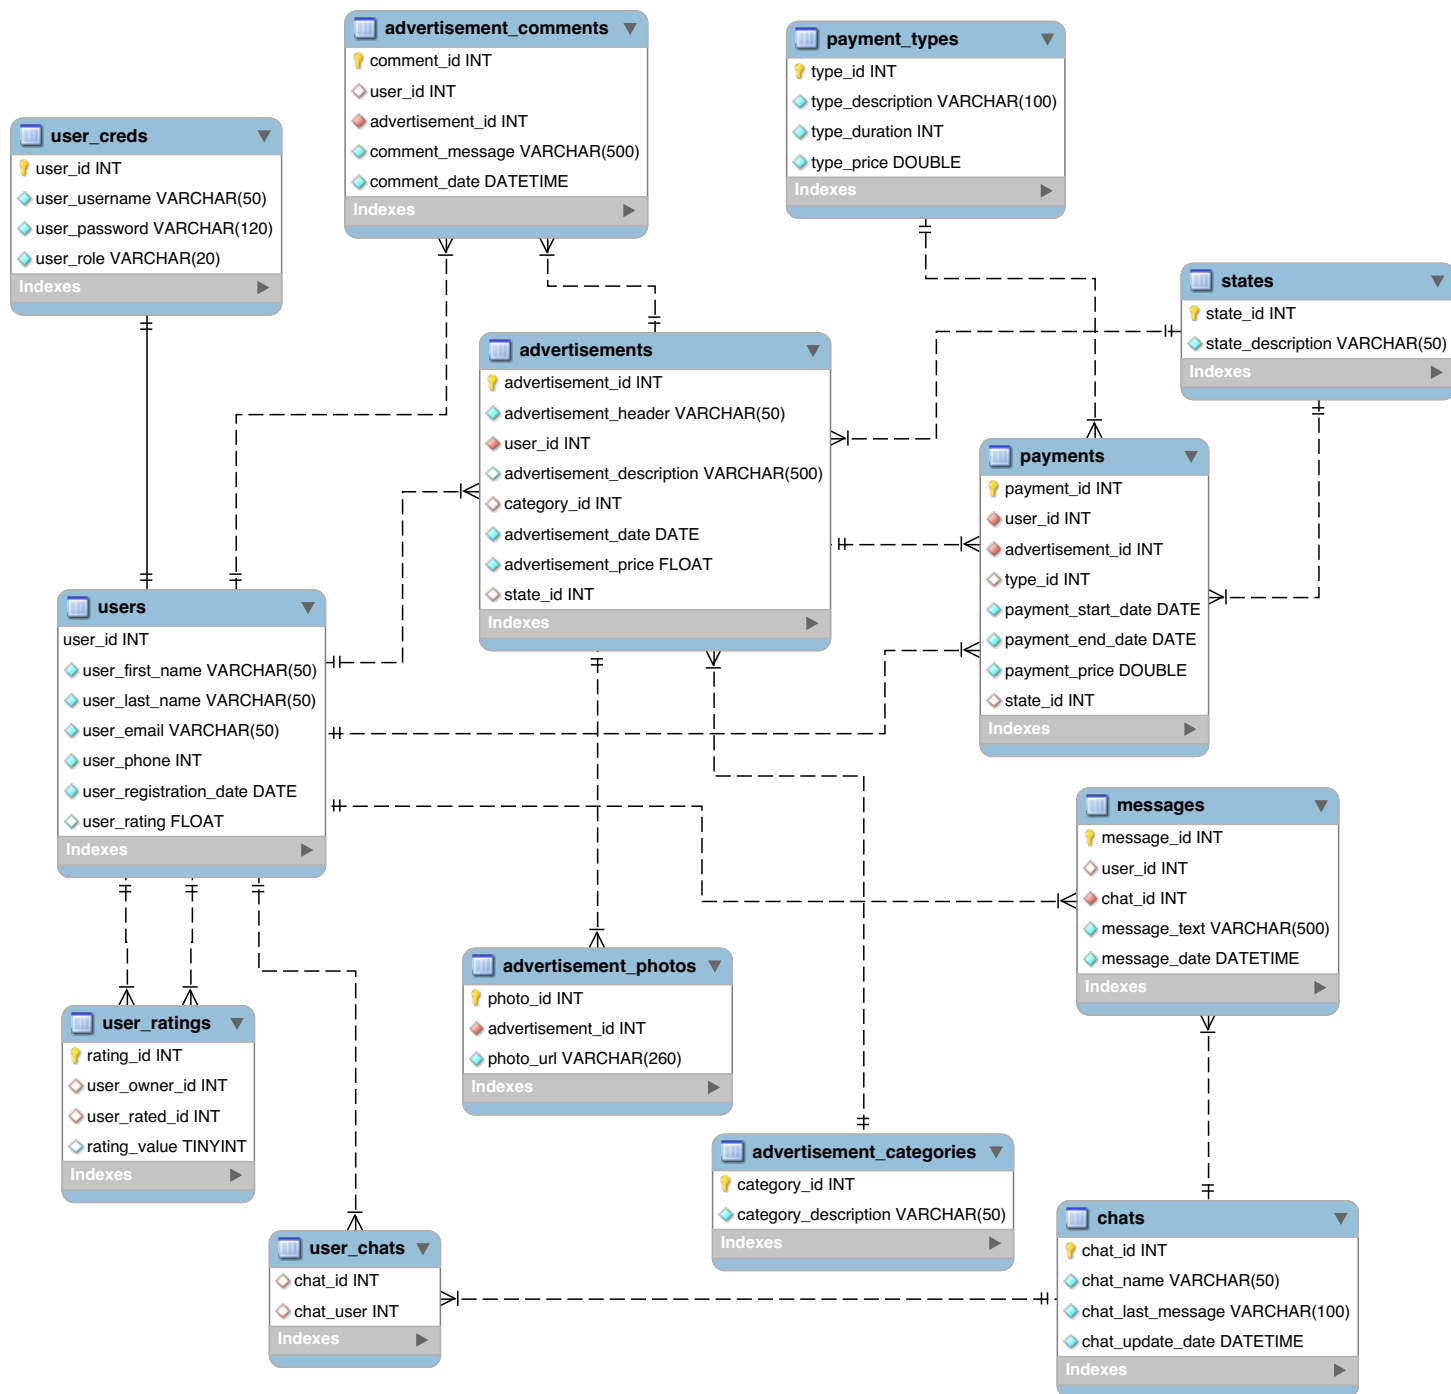 advertisement_comments
comment_id INT
user_id INT
advertisement_id INT
comment_message VARCHAR(500)
comment_date DATETIME
Indexes
payment_types
type_id INT
type_description VARCHAR(100)
type_duration INT
type_price DOUBLE
Indexes
user_creds
user_id INT
user_username VARCHAR(50)
user_password VARCHAR(120)
user_role VARCHAR(20)
Indexes
states
state_id INT
state_description VARCHAR(50)
Indexes
advertisements
advertisement_id INT
advertisement_header VARCHAR(50)
user_id INT
advertisement_description VARCHAR(500)
category_id INT
advertisement_date DATE
advertisement_price FLOAT
state_id INT
Indexes
payments
payment_id INT
user_id INT
advertisement_id INT
type_id INT
payment_start_date DATE
payment_end_date DATE
payment_price DOUBLE
state_id INT
Indexes
users
user_id INT
user_first_name VARCHAR(50)
user_last_name VARCHAR(50)
user_email VARCHAR(50)
user_phone INT
user_registration_date DATE
user_rating FLOAT
Indexes
messages
message_id INT
user_id INT
chat_id INT
message_text VARCHAR(500)
message_date DATETIME
Indexes
advertisement_photos
photo_id INT
advertisement_id INT
photo_url VARCHAR(260)
Indexes
user_ratings
rating_id INT
user_owner_id INT
user_rated_id INT
rating_value TINYINT
Indexes
advertisement_categories
category_id INT
category_description VARCHAR(50)
Indexes
chats
chat_id INT
chat_name VARCHAR(50)
chat_last_message VARCHAR(100)
chat_update_date DATETIME
Indexes
user_chats
chat_id INT
chat_user INT
Indexes